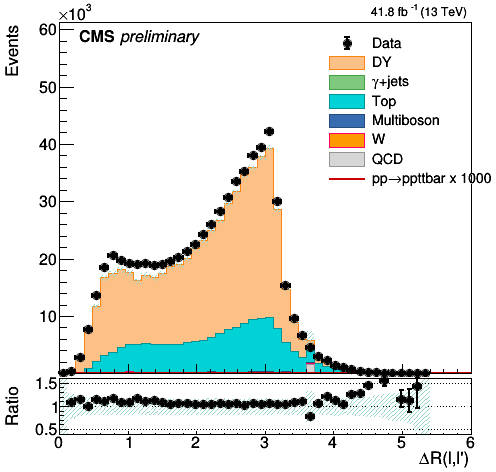 ×10³
41.8 fb⁻¹ (13 TeV)
CMS preliminary
Events
60
50
40
30
20
10
Data
DY
γ+jets
Top
Multiboson
W
QCD
pp→ppttbar x 1000
Ratio
1.5
1
0.5
0 1 2 3 4 5 6
ΔR(l,l')